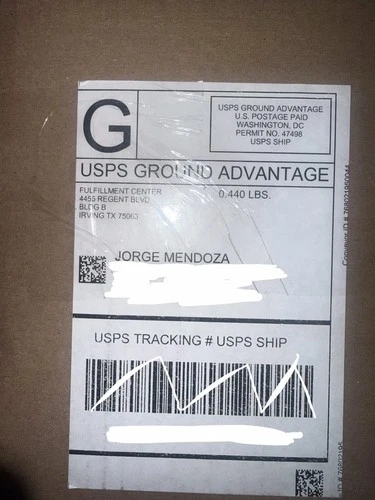 G
USPS GROUND ADVANTAGE
U.S. POSTAGE PAID
WASHINGTON, DC
PERMIT NO. 47498
USPS SHIP
USPS GROUND ADVANTAGE
FULFILLMENT CENTER
4455 REGENT BLVD
BLDG B
IRVING TX 75063
0.440 LBS.
JORGE MENDOZA
USPS TRACKING # USPS SHIP